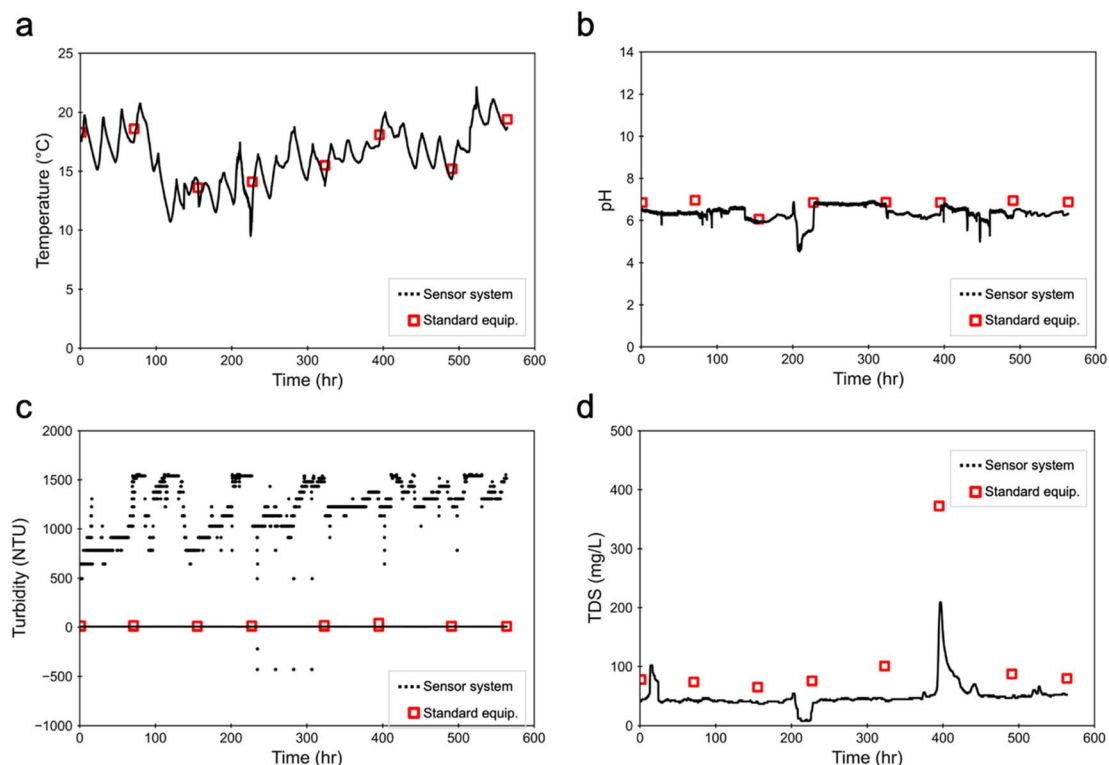 a
25
20
15
10
5
0
Temperature (°C)
0 100 200 300 400 500 600
Time (hr)
Sensor system
Standard equip.
b
14
12
10
8
6
4
2
0
pH
0 100 200 300 400 500 600
Time (hr)
Sensor system
Standard equip.
c
2000
1500
1000
500
0
−500
−1000
Turbidity (NTU)
0 100 200 300 400 500 600
Time (hr)
Sensor system
Standard equip.
d
500
400
300
200
100
0
TDS (mg/L)
0 100 200 300 400 500 600
Time (hr)
Sensor system
Standard equip.